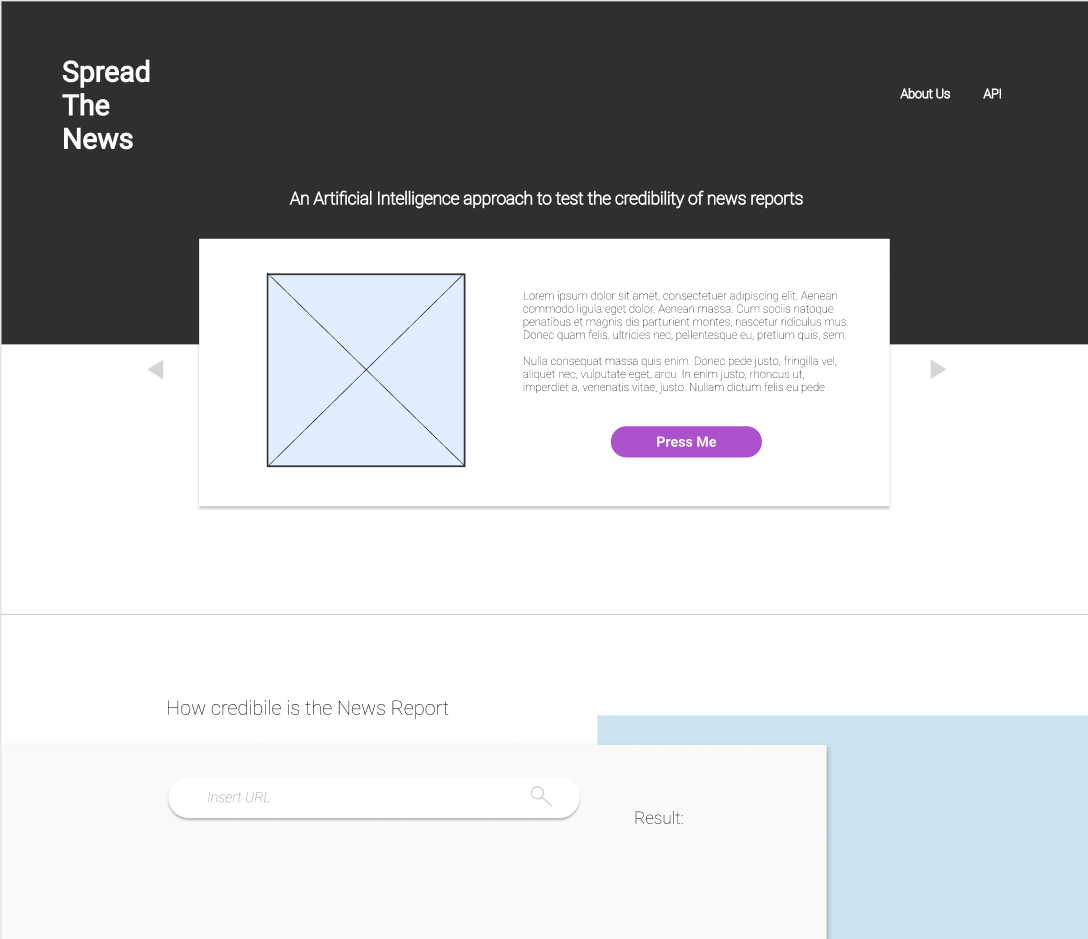 Spread
The
News
About Us
API
An Artificial Intelligence approach to test the credibility of news reports
Lorem ipsum dolor sit amet, consectetuer adipiscing elit. Aenean
commodo ligula eget dolor. Aenean massa. Cum sociis natoque
penatibus et magnis dis parturient montes, nascetur ridiculus mus.
Donec quam felis, ultricies nec, pellentesque eu, pretium quis, sem.
Nulla consequat massa quis enim. Donec pede justo, fringilla vel,
aliquet nec, vulputate eget, arcu. In enim justo, rhoncus ut,
imperdiet a, venenatis vitae, justo. Nullam dictum felis eu pede
Press Me
How credibile is the News Report
Insert URL
Result: